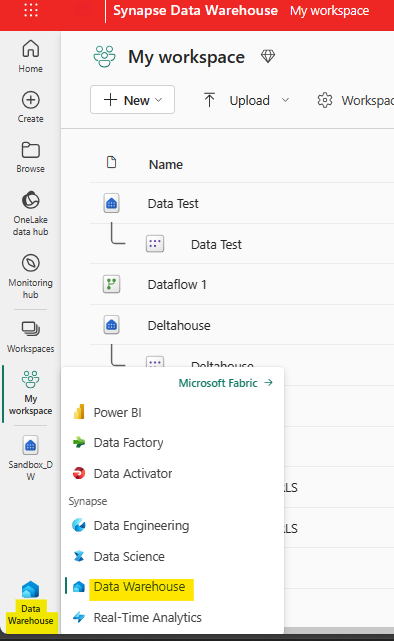 Synapse Data Warehouse My workspace
Home
Create
Browse
OneLake
data hub
Monitoring
hub
Workspaces
My
workspace
Sandbox_D
W
Data
Warehouse
My workspace
New
Upload
Workspac
Name
Data Test
Data Test
Dataflow 1
Deltahouse
Deltahouse
LS
LS
Microsoft Fabric
Power BI
Data Factory
Data Activator
Synapse
Data Engineering
Data Science
Data Warehouse
Real-Time Analytics